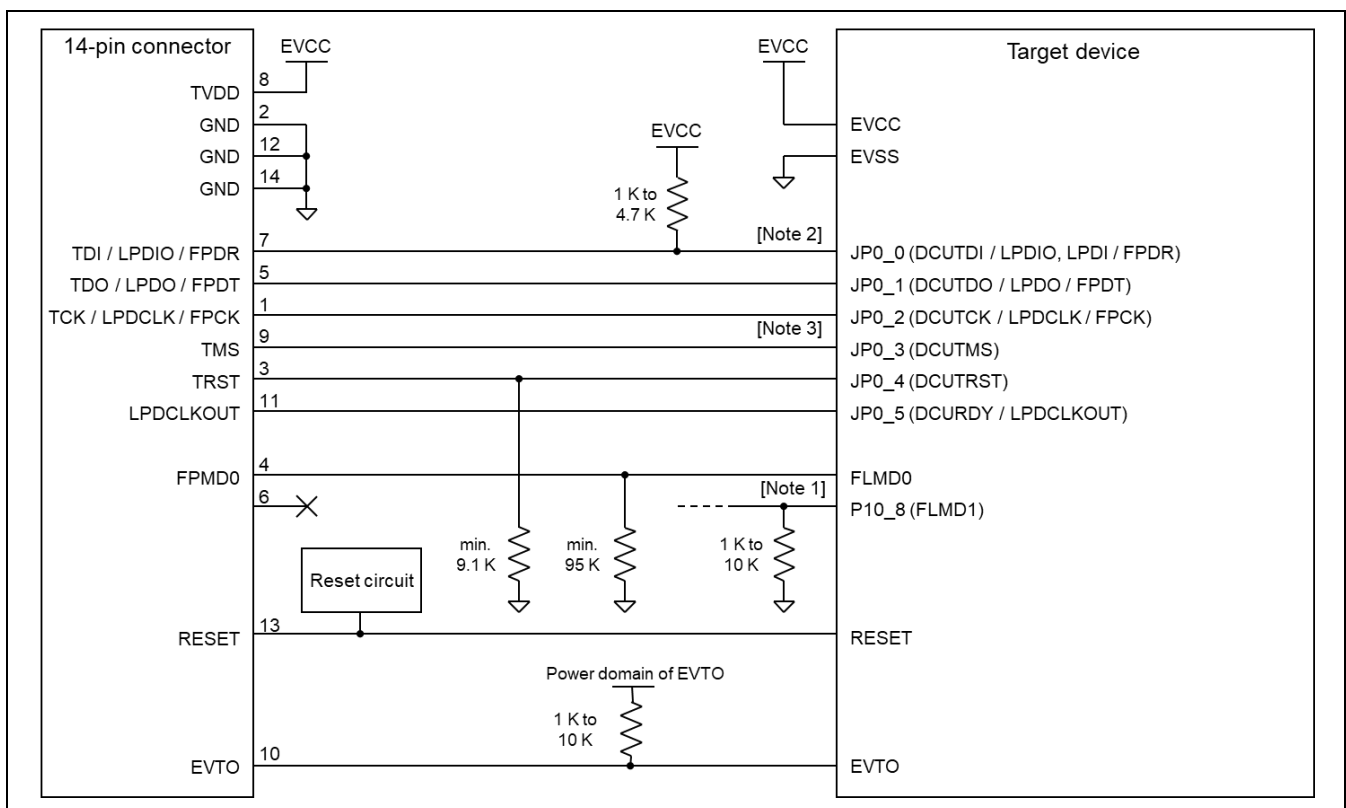 14-pin connector
EVCC
EVCC
Target device
TVDD
8
GND
2
EVCC
EVCC
GND
12
EVSS
GND
14
1 K to
4.7 K
[Note 2]
TDI / LPDIO / FPDR
7
JP0_0 (DCUTDI / LPDIO, LPDI / FPDR)
TDO / LPDO / FPDT
5
JP0_1 (DCUTDO / LPDO / FPDT)
TCK / LPDCLK / FPCK
1
JP0_2 (DCUTCK / LPDCLK / FPCK)
[Note 3]
TMS
9
JP0_3 (DCUTMS)
TRST
3
JP0_4 (DCUTRST)
LPDCLKOUT
11
JP0_5 (DCURDY / LPDCLKOUT)
FPMD0
4
FLMD0
[Note 1]
6
P10_8 (FLMD1)
min.
9.1 K
min.
95 K
1 K to
10 K
Reset circuit
RESET
13
RESET
Power domain of EVTO
1 K to
10 K
EVTO
10
EVTO